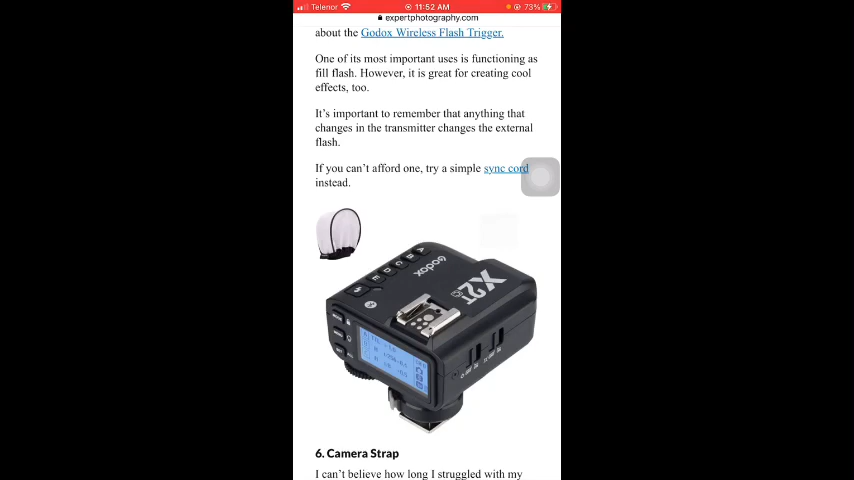 Telenor 11:52 AM 73%
expertphotography.com
about the Godox Wireless Flash Trigger.
One of its most important uses is functioning as
fill flash. However, it is great for creating cool
effects, too.
It's important to remember that anything that
changes in the transmitter changes the external
flash.
If you can't afford one, try a simple sync cord
instead.
Godox
X2T
6. Camera Strap
I can't believe how long I struggled with my